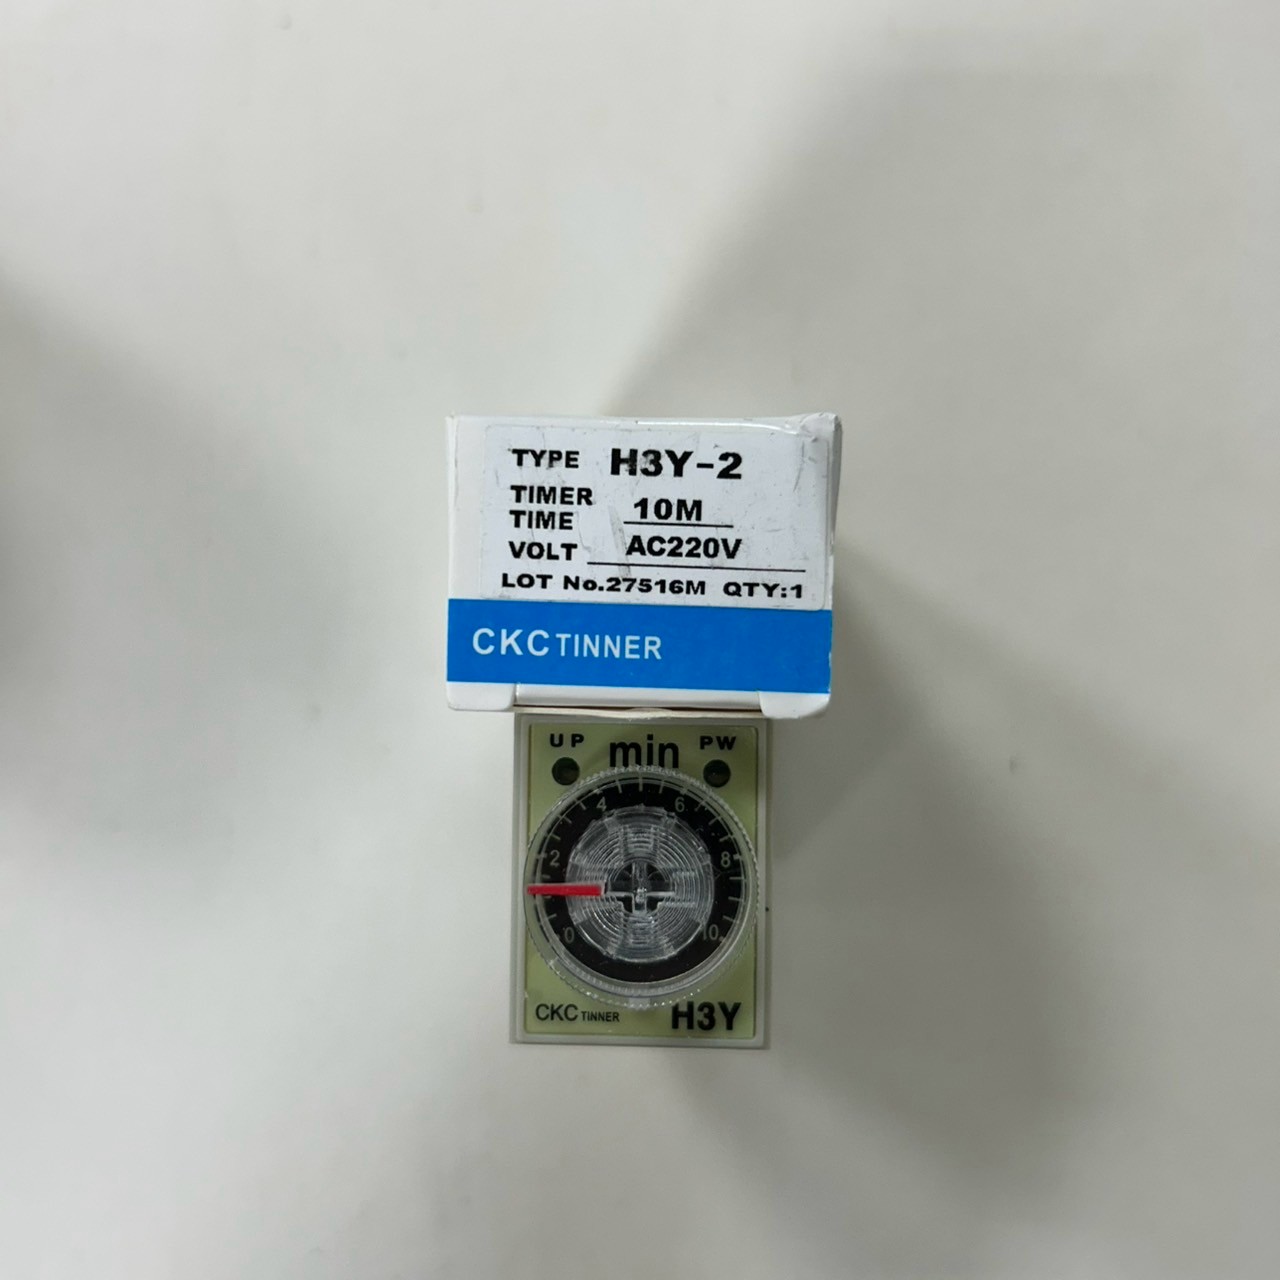 TYPE H3Y-2
TIMER
TIME 10M
VOLT AC220V
LOT No.27516M QTY:1
CKC TINNER
UP min PW
4 6
2 8
0 10
CKC TINNER H3Y